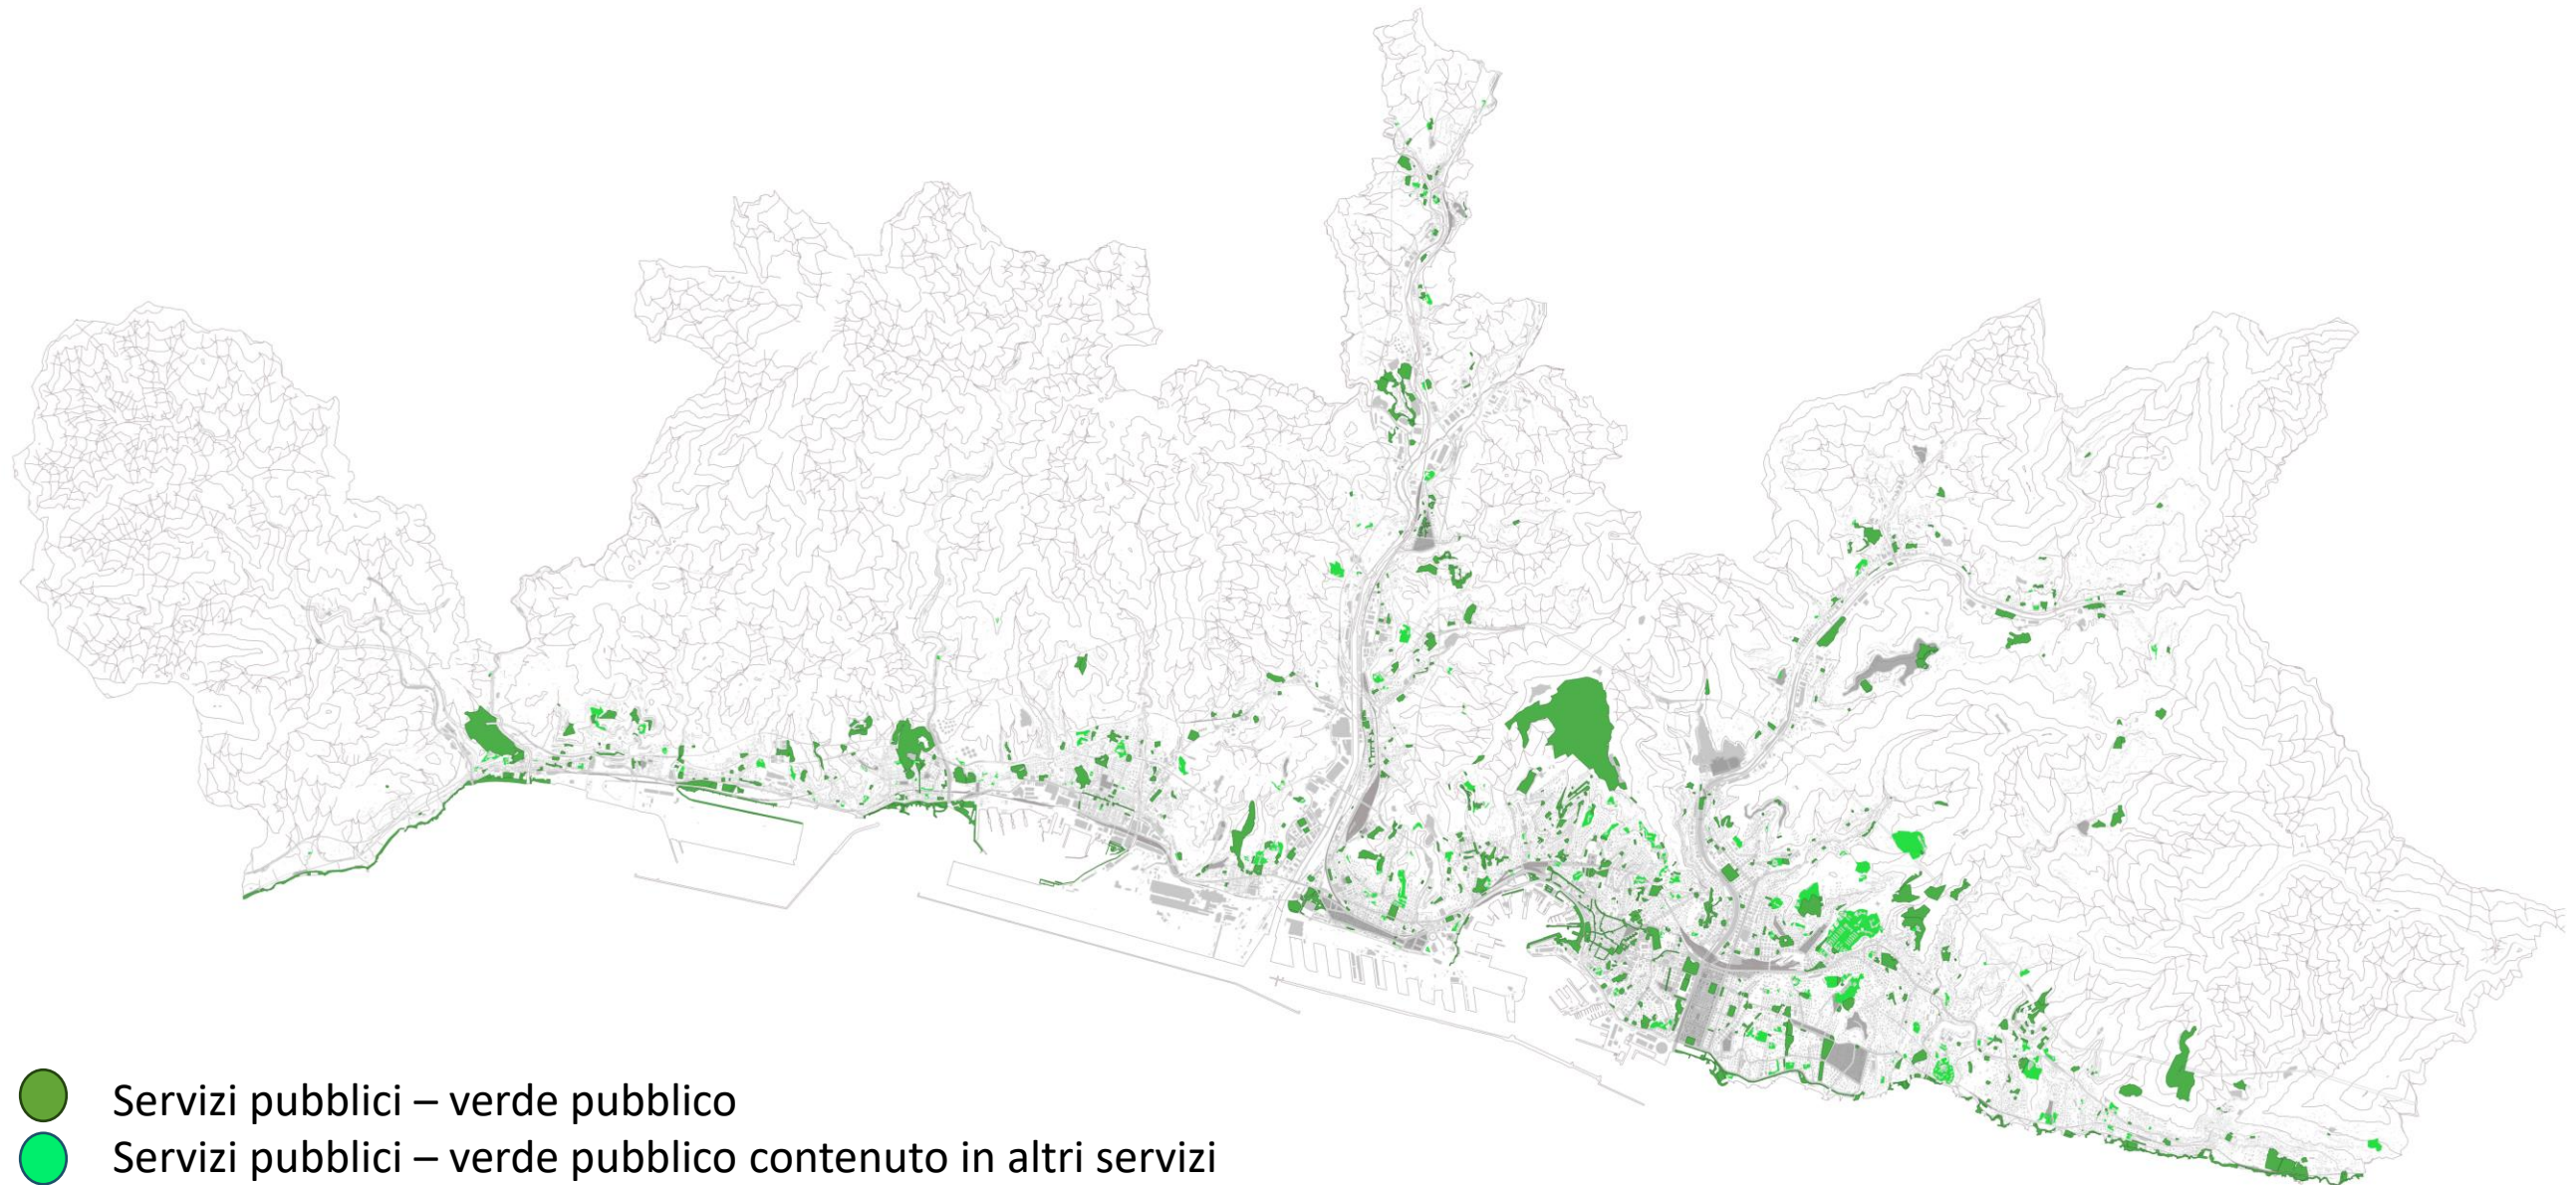 Servizi pubblici – verde pubblico
Servizi pubblici – verde pubblico contenuto in altri servizi